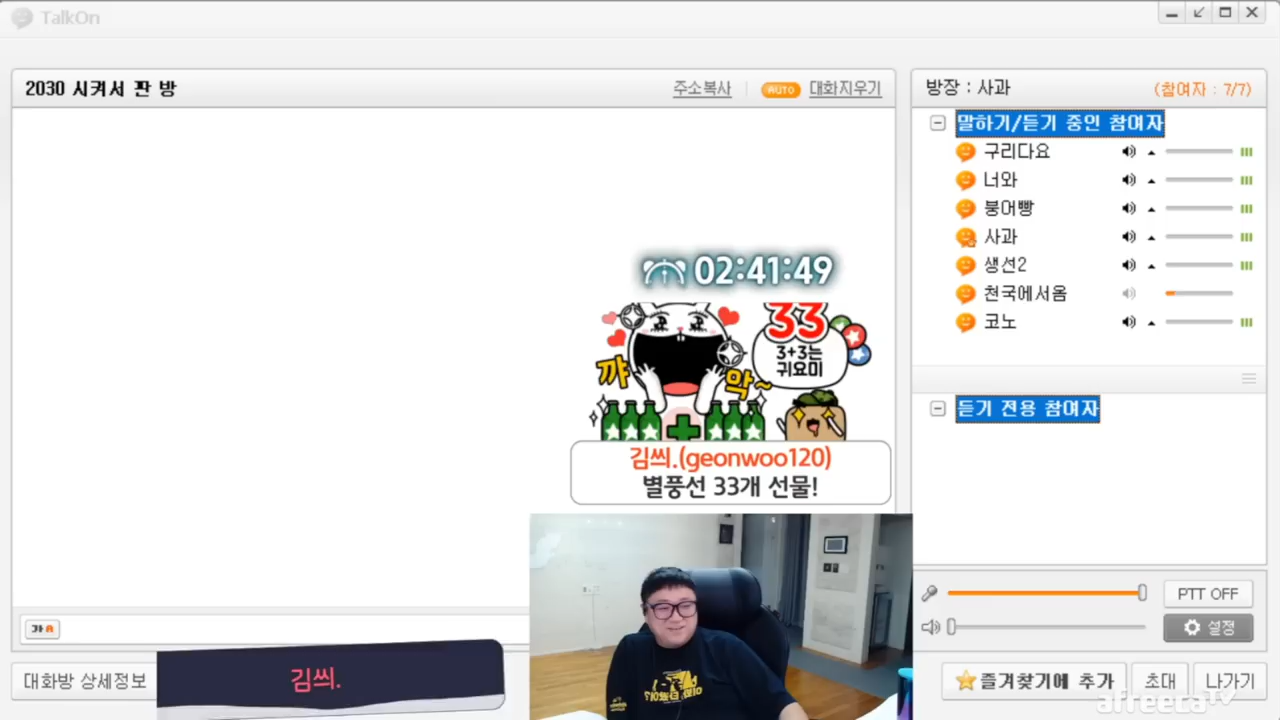 TalkOn
2030 시켜서 판 방
주소복사
AUTO 대화지우기
방장 : 사과
(참여자 : 7/7)
말하기/듣기 중인 참여자
구리다요
너와
붕어빵
사과
생선2
천국에서옴
코노
02:41:49
33
3+3는
귀요미
꺄
악~
김씌.(geonwoo120)
별풍선 33개 선물!
듣기 전용 참여자
PTT OFF
설정
가a
대화방 상세정보
김씌.
즐겨찾기에 추가
초대
나가기
afreecaTV